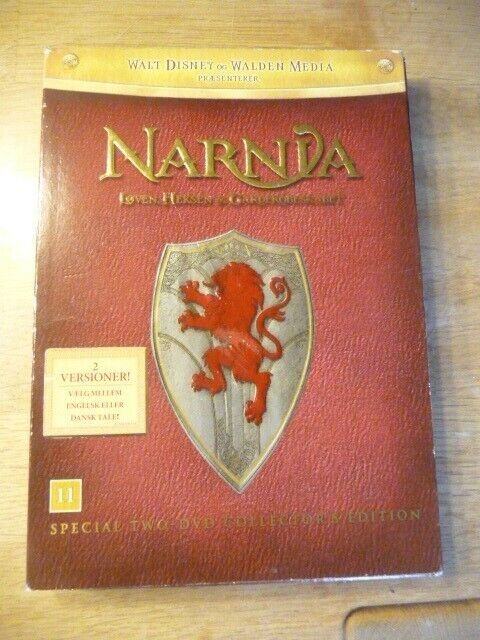 WALT DISNEY OG WALDEN MEDIA
PRÆSENTERER
NARNIA
LØVEN, HEKSEN & GARDEROBESKABET
2
VERSIONER!
VÆLG MELLEM
ENGELSK ELLER
DANSK TALE!
11
SPECIAL TWO-DVD COLLECTOR'S EDITION